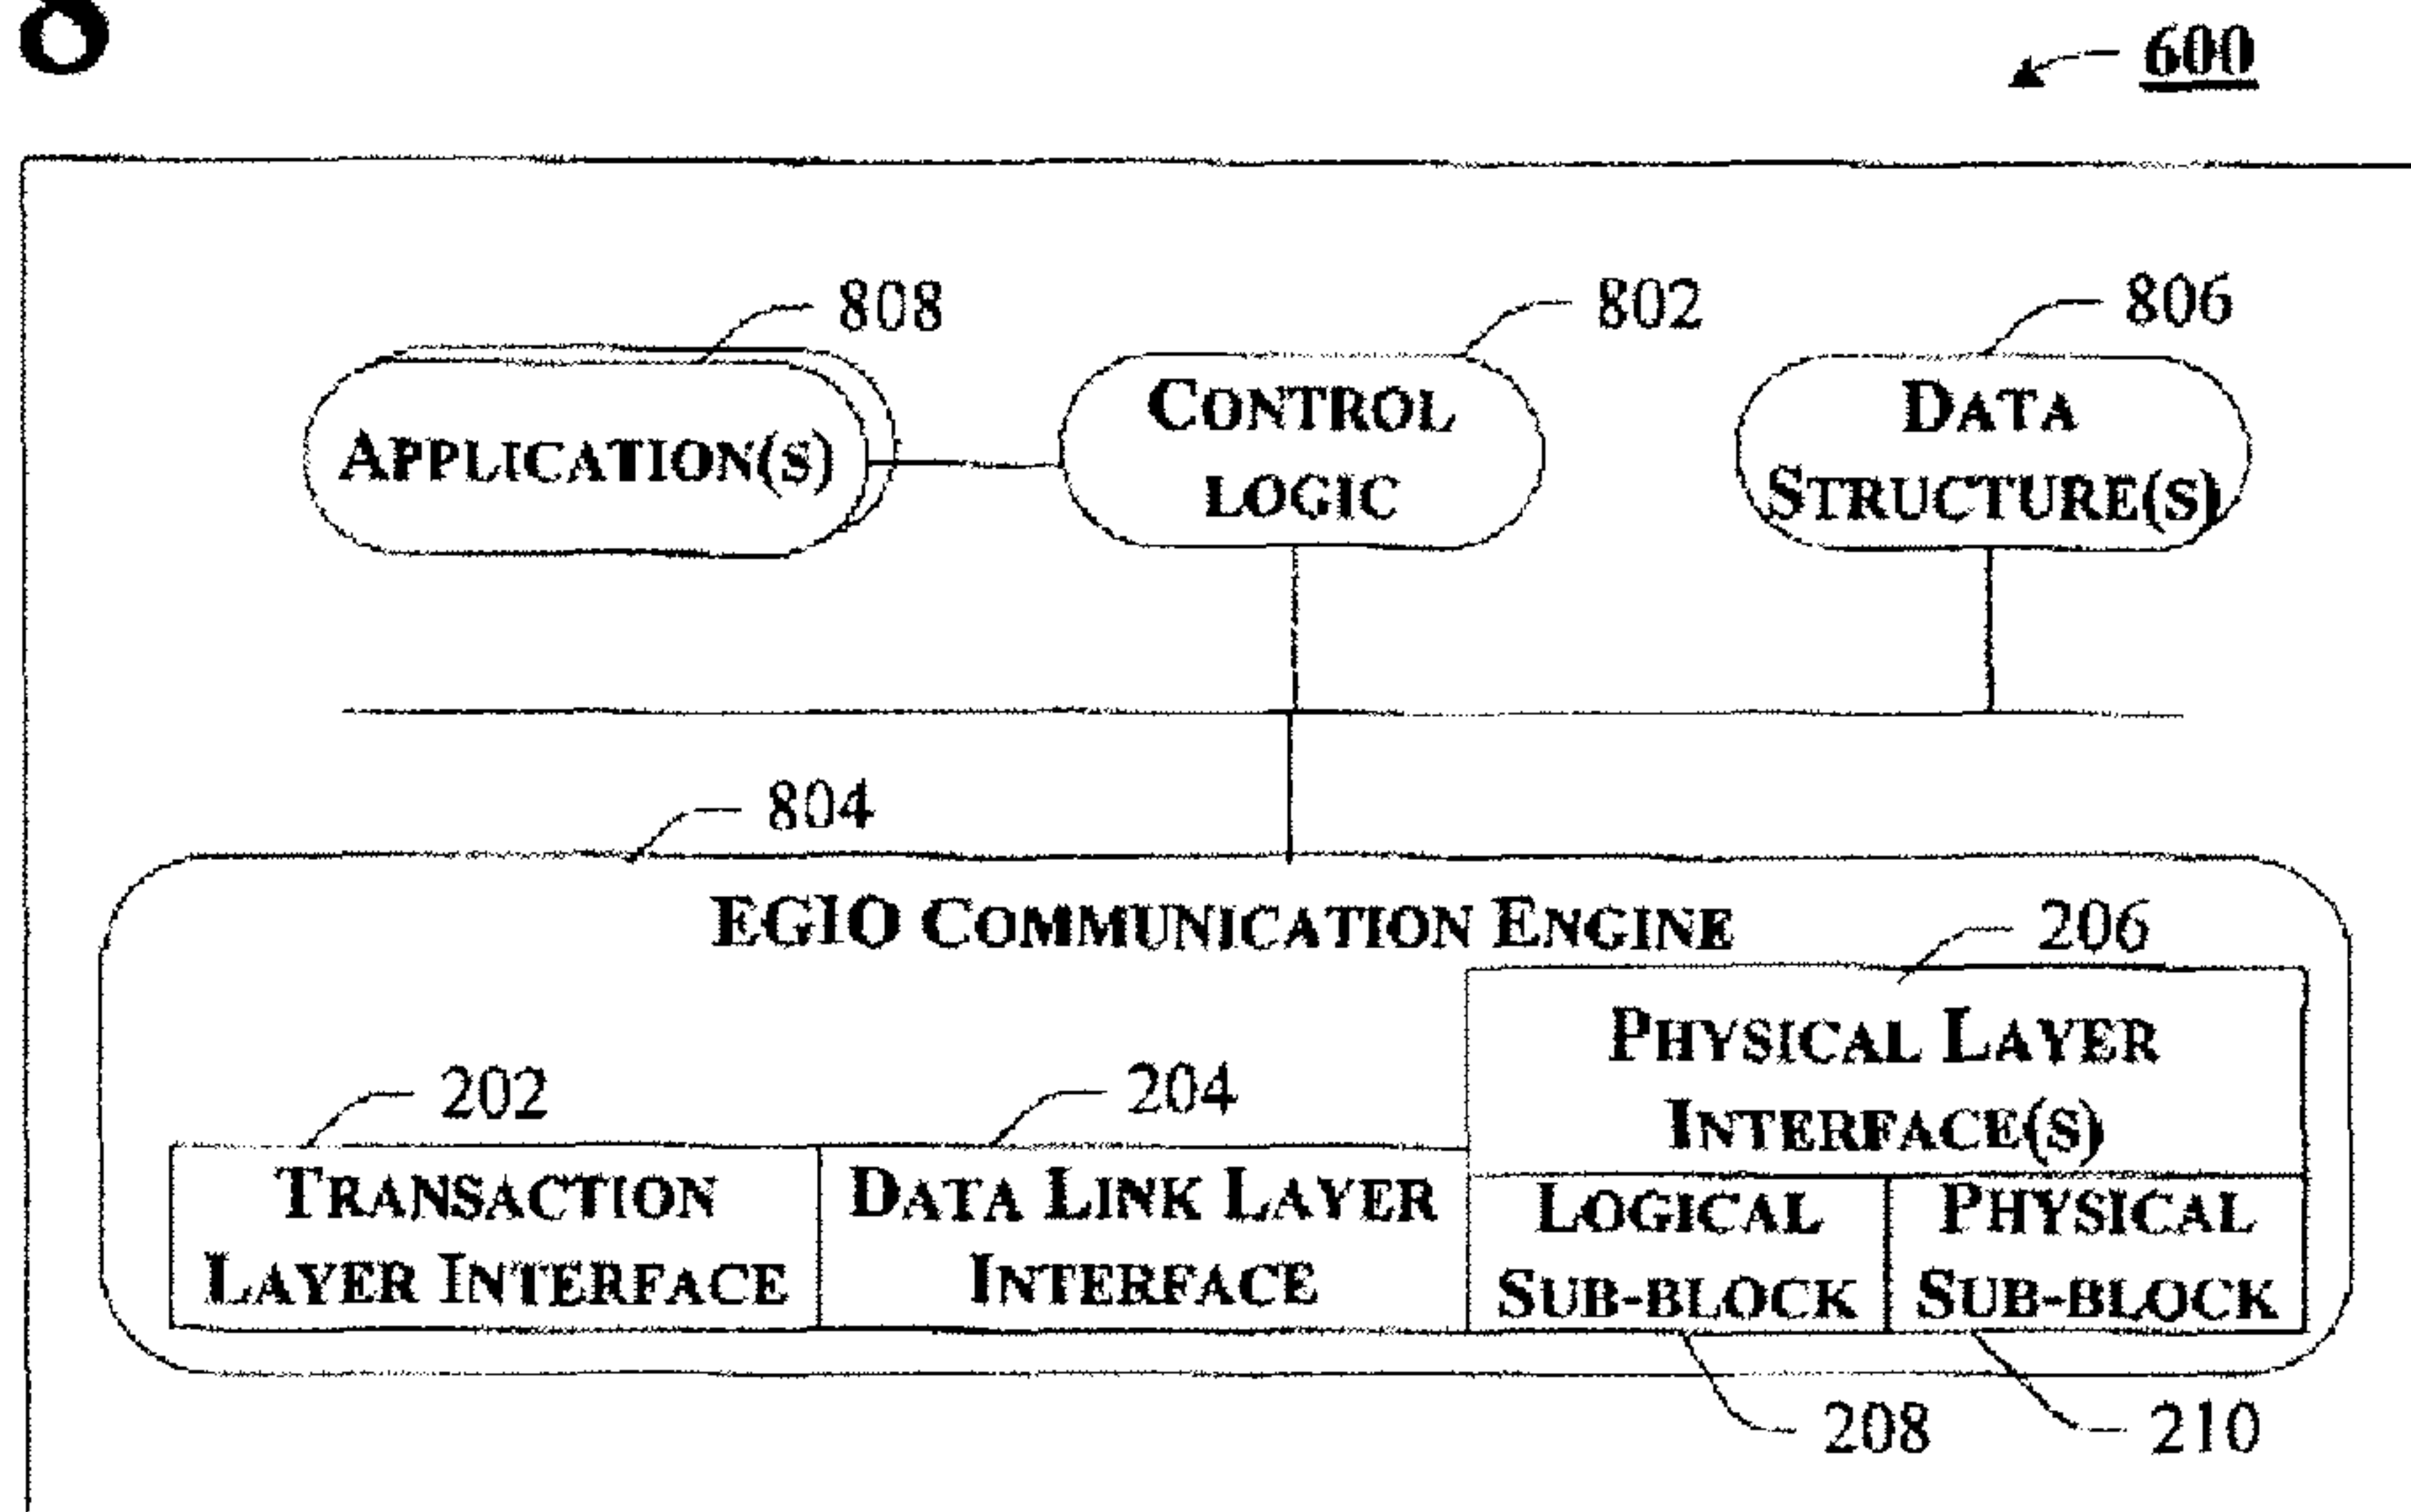 8
600
808
802
806
APPLICATION(S)
CONTROL
LOGIC
DATA
STRUCTURE(S)
804
EGIO COMMUNICATION ENGINE
206
PHYSICAL LAYER
INTERFACE(S)
202
204
TRANSACTION
LAYER INTERFACE
DATA LINK LAYER
INTERFACE
LOGICAL
SUB-BLOCK
PHYSICAL
SUB-BLOCK
208
210